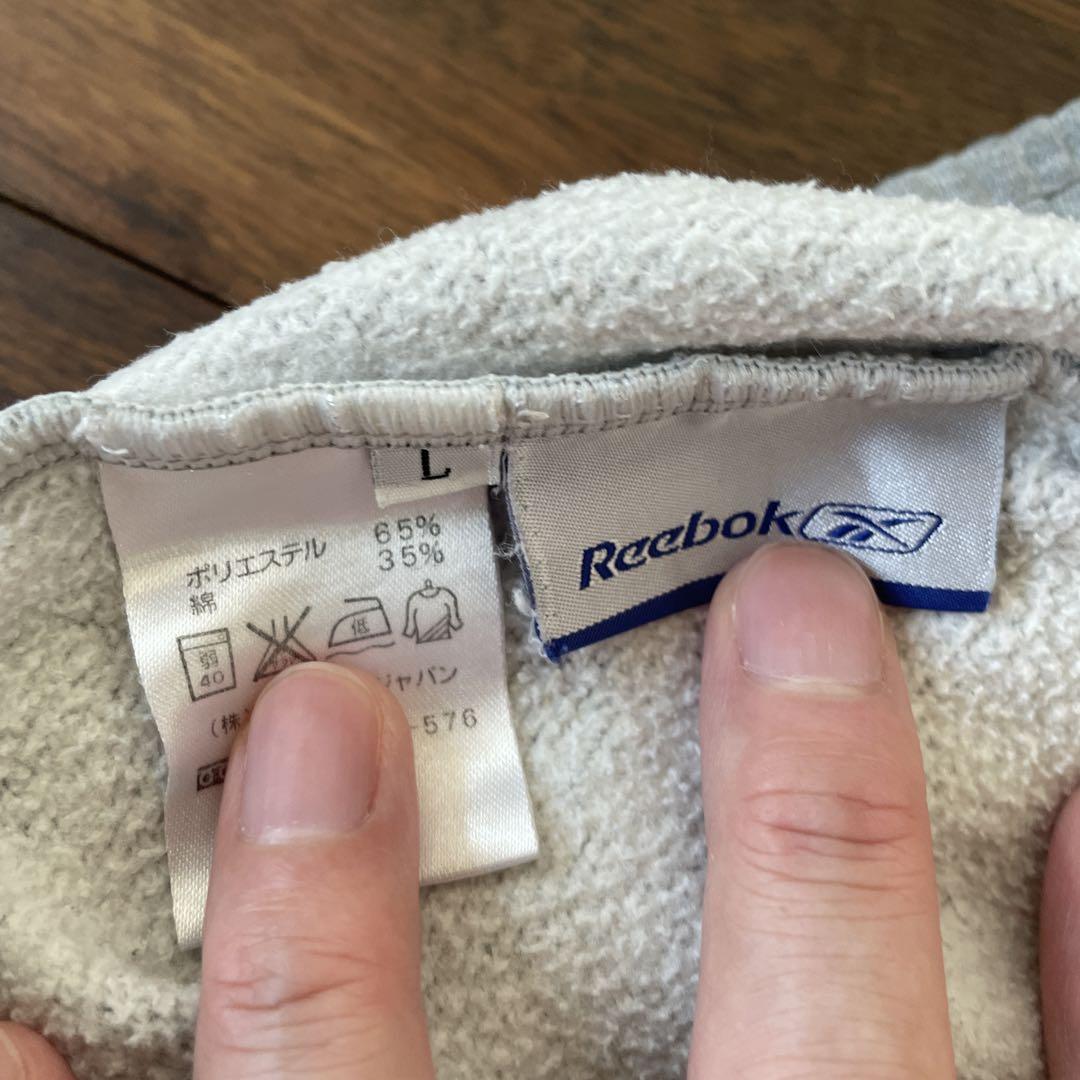 L
ポリエステル 65%
綿 35%
弱 40
低
(株)
ジャパン
-576
Reebok